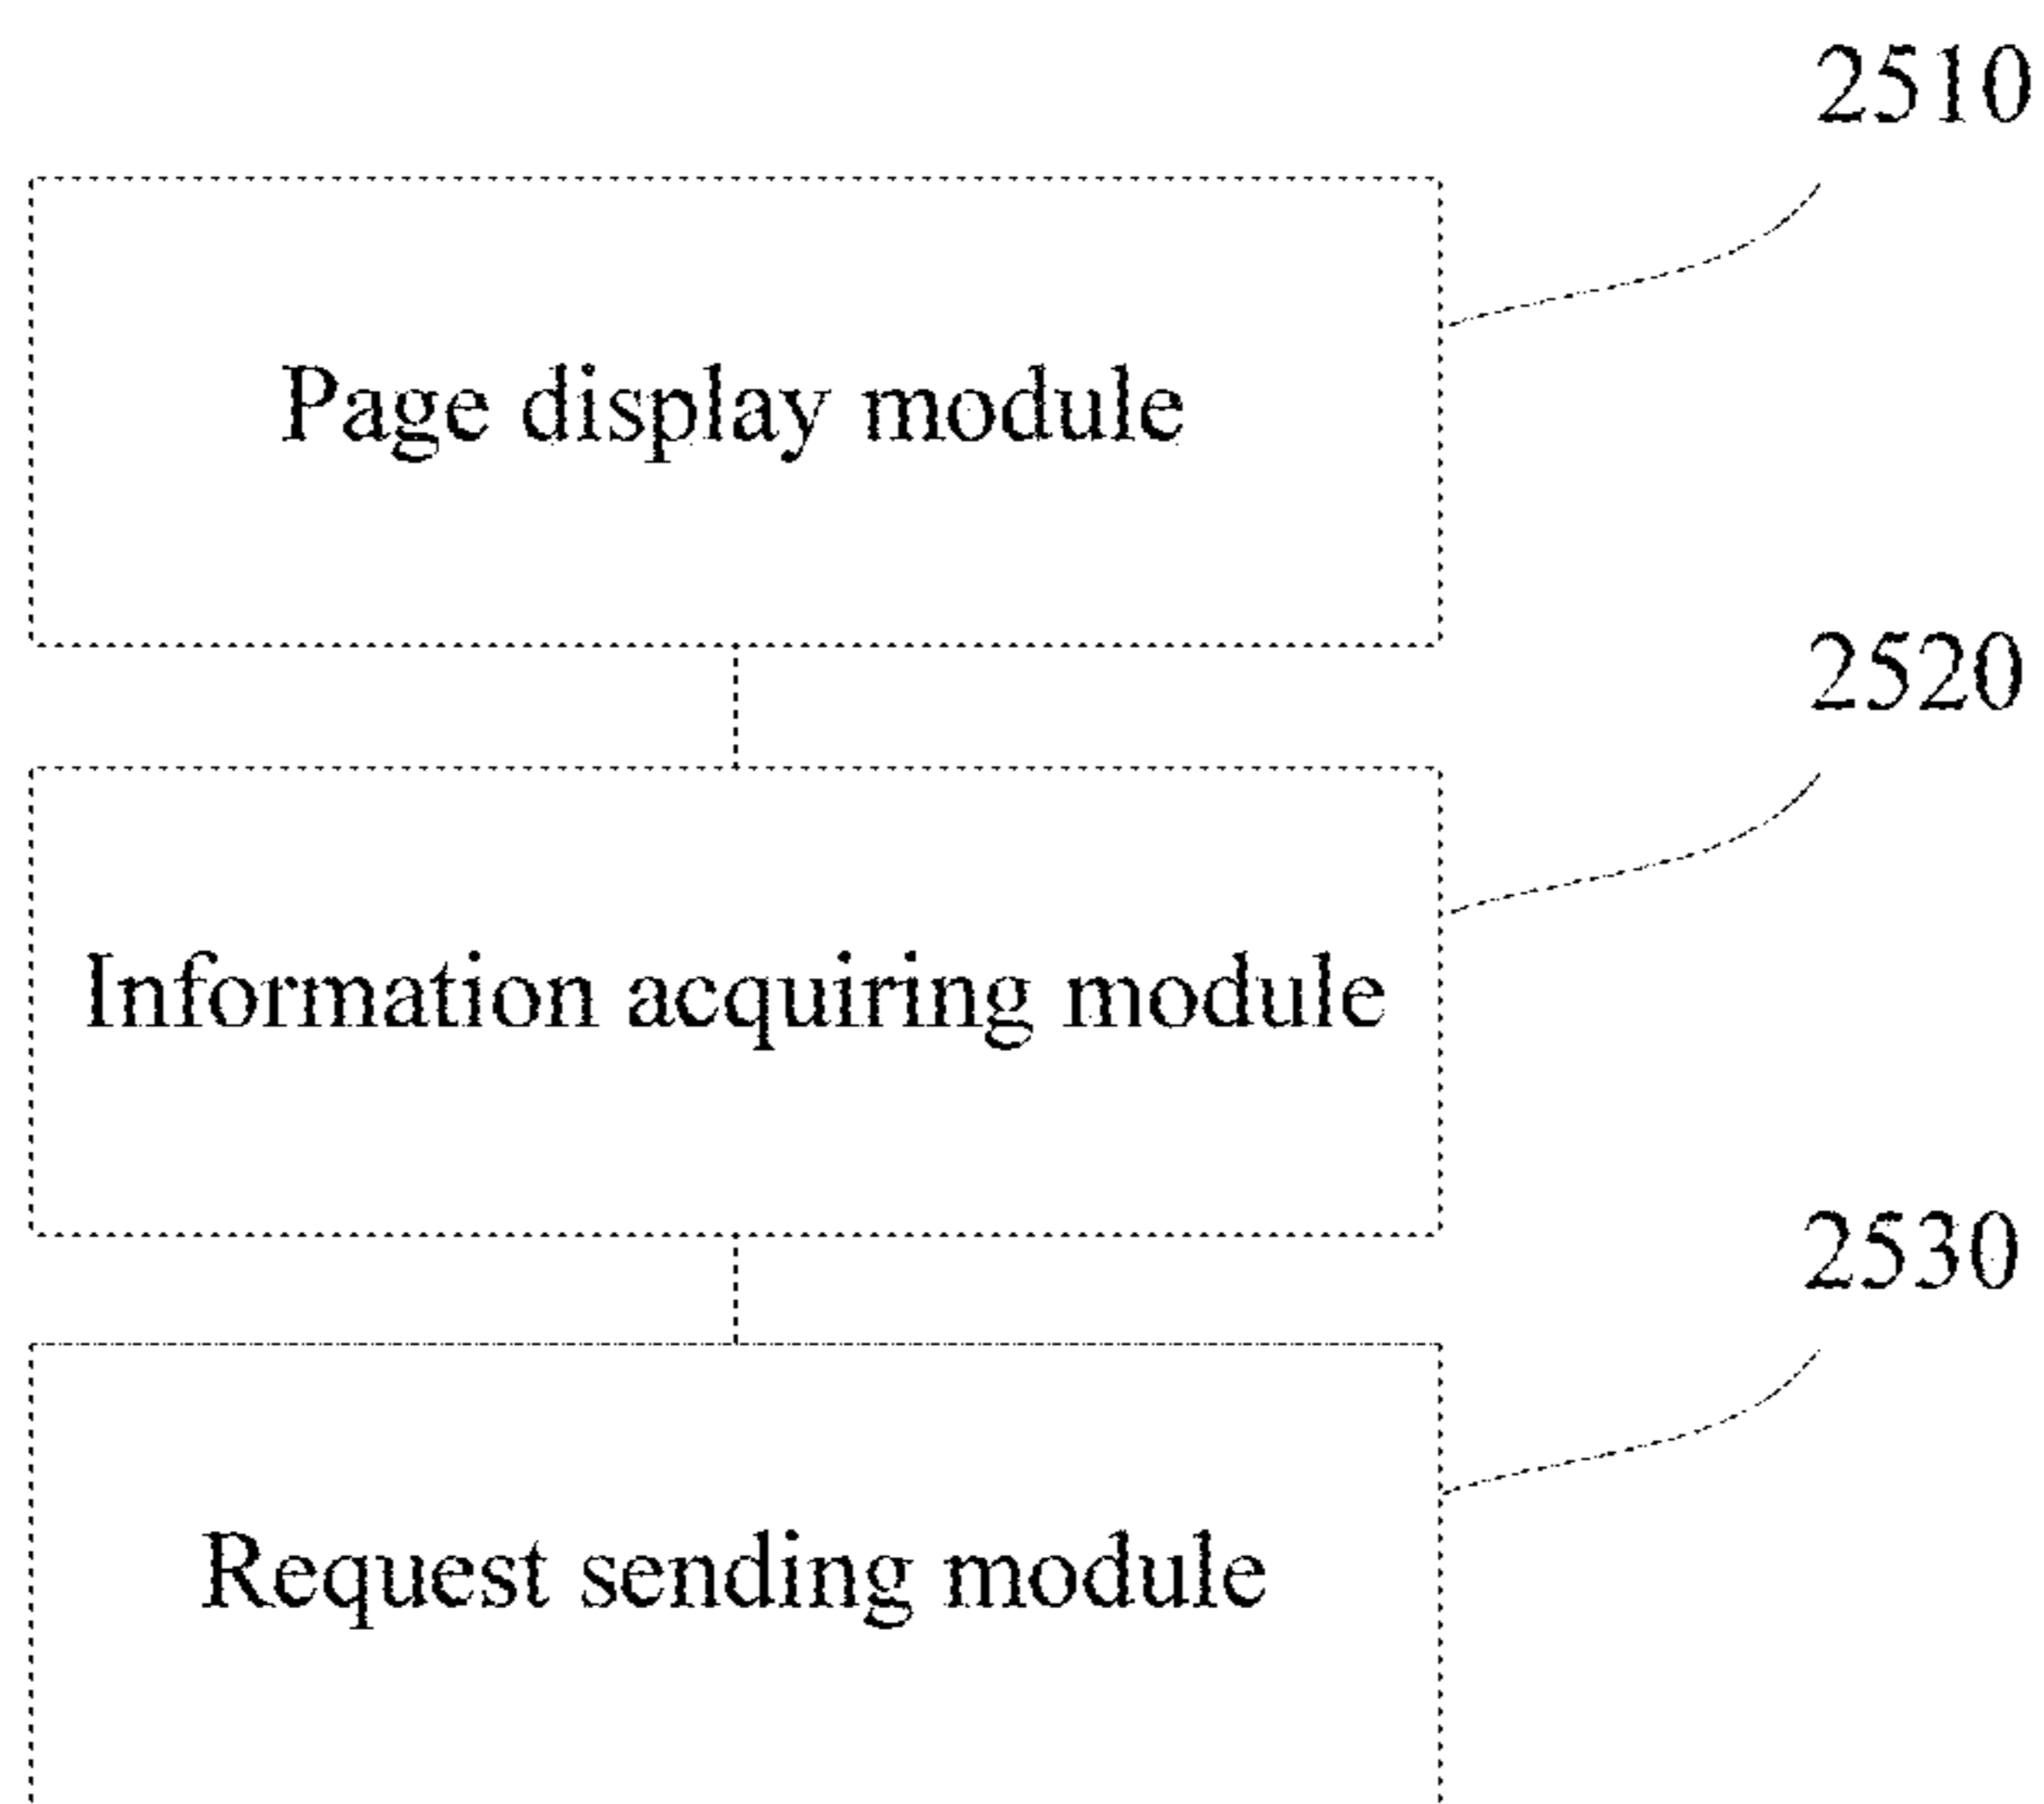 2510
Page display module
2520
Information acquiring module
2530
Request sending module